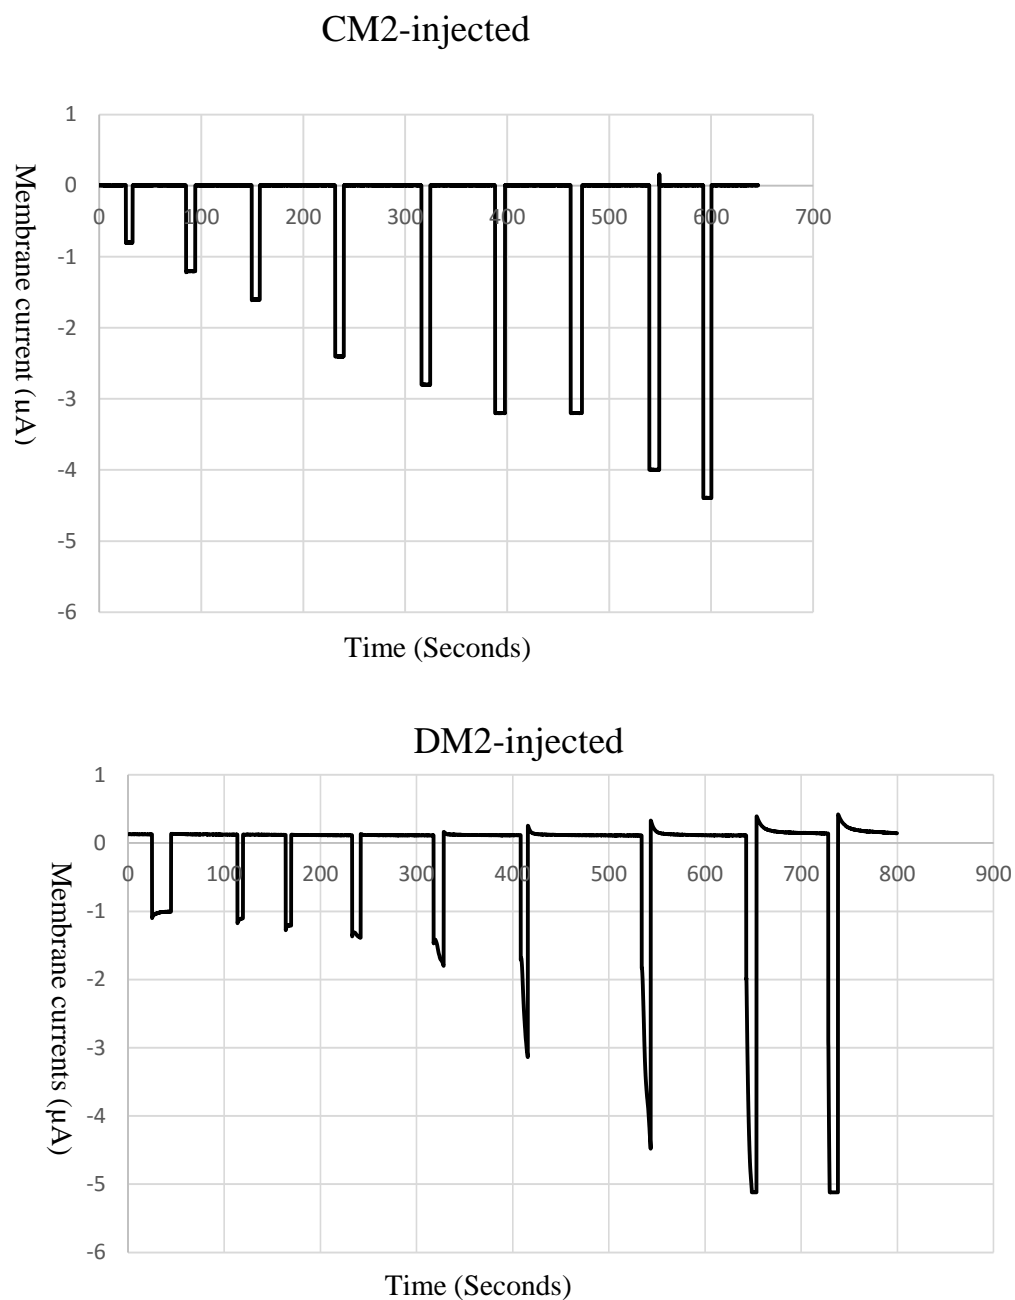 CM2-injected
1
0
0 100 200 300 400 500 600 700
-1
-2
-3
-4
-5
-6
Membrane current (µA)
Time (Seconds)
DM2-injected
1
0
0 100 200 300 400 500 600 700 800 900
-1
-2
-3
-4
-5
-6
Membrane currents (µA)
Time (Seconds)